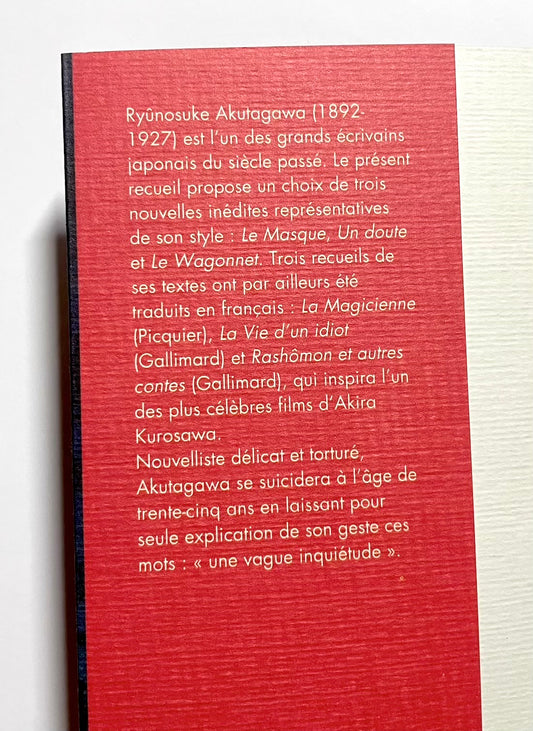 Ryûnosuke Akutagawa (1892-
1927) est l'un des grands écrivains
japonais du siècle passé. Le présent
recueil propose un choix de trois
nouvelles inédites représentatives
de son style : Le Masque, Un doute
et Le Wagonnet. Trois recueils de
ses textes ont par ailleurs été
traduits en français : La Magicienne
(Picquier), La Vie d'un idiot
(Gallimard) et Rashômon et autres
contes (Gallimard), qui inspira l'un
des plus célèbres films d'Akira
Kurosawa.
Nouvelliste délicat et torturé,
Akutagawa se suicidera à l'âge de
trente-cinq ans en laissant pour
seule explication de son geste ces
mots : « une vague inquiétude ».